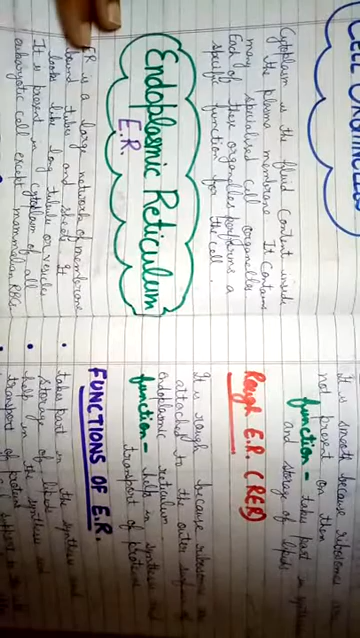 CELL ORGANELLES
Cytoplasm is the fluid content inside
the plasma membrane. It contains
many specialised cell organelles
Each of these organelles performs a
specific function for the cell.
Endoplasmic Reticulum
E.R.
ER is a large network of membrane
bound tubes and sheets. It
looks like long tubules or vesicle
It is present in cytoplasm of all
eukaryotic cell except mammalian RBCs
It is smooth because ribosomes are
not present on them
function - takes part in synthesis
and storage of lipids
Rough E.R. (RER)
It is rough because ribosomes are
attached to the outer surface of
endoplasmic reticulum.
function - help in synthesis and
transport of proteins
FUNCTIONS OF E.R.
• takes part in the synthesis and
storage of lipids
• help in the synthesis and
transport of proteins